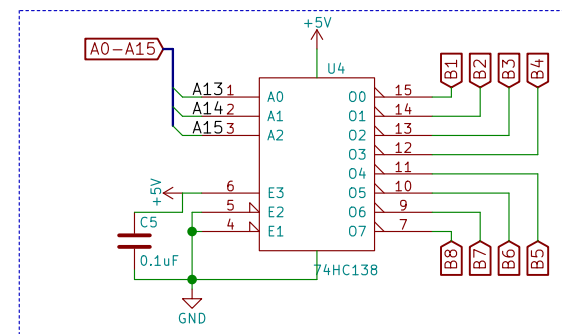 +5V
A0-A15
U4
A13 1 A0 O0 15 B1
A14 2 A1 O1 14 B2
A15 3 A2 O2 13 B3
O3 12 B4
O4 11 B5
+5V 6 E3 O5 10 B6
5 E2 O6 9 B7
4 E1 O7 7 B8
C5
0.1uF
74HC138
GND